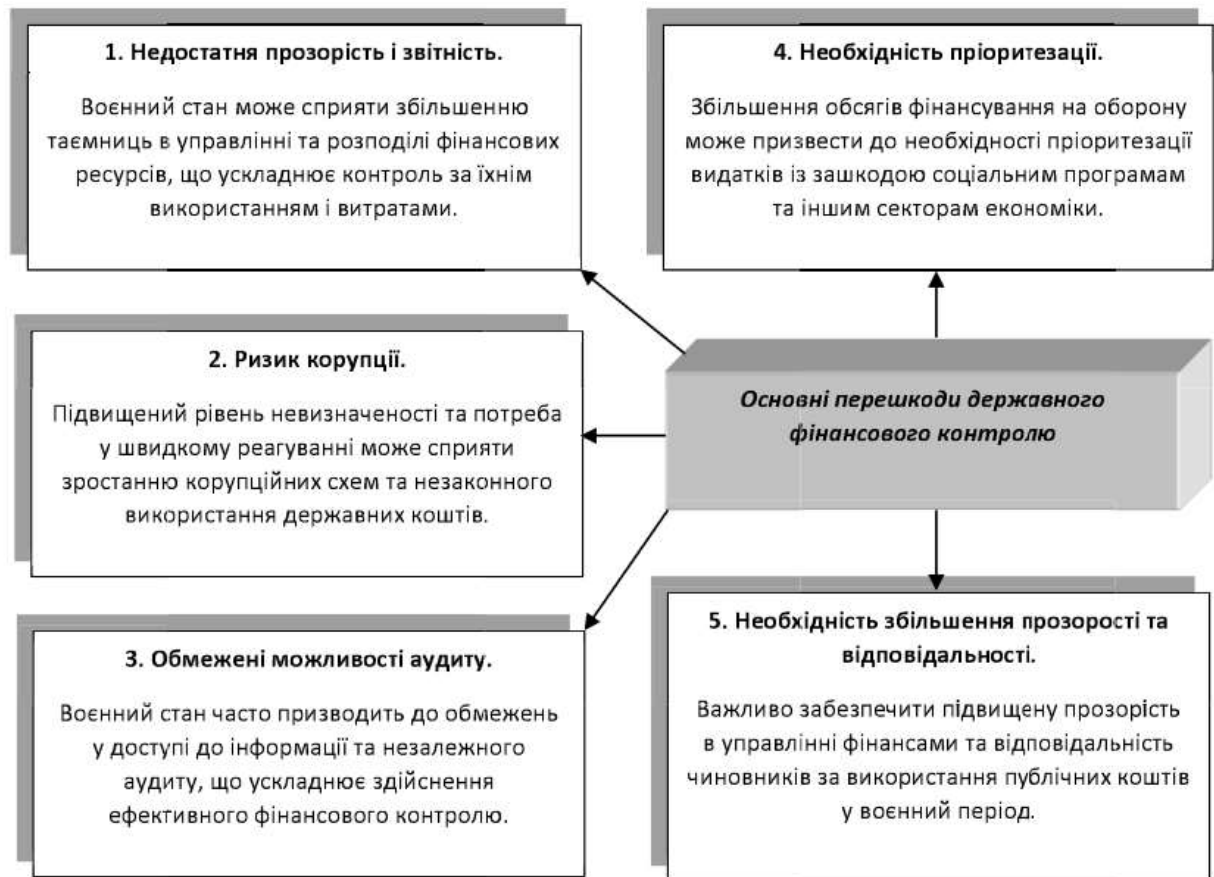 1. Недостатня прозорість і звітність.
Воєнний стан може сприяти збільшенню
таємниць в управлінні та розподілі фінансових
ресурсів, що ускладнює контроль за їхнім
використанням і витратами.
2. Ризик корупції.
Підвищений рівень невизначеності та потреба
у швидкому реагуванні може сприяти
зростанню корупційних схем та незаконного
використання державних коштів.
3. Обмежені можливості аудиту.
Воєнний стан часто призводить до обмежень
у доступі до інформації та незалежного
аудиту, що ускладнює здійснення
ефективного фінансового контролю.
4. Необхідність пріоритезації.
Збільшення обсягів фінансування на оборону
може призвести до необхідності пріоритезації
видатків із зашкодою соціальним програмам
та іншим секторам економіки.
Основні перешкоди державного
фінансового контролю
5. Необхідність збільшення прозорості та
відповідальності.
Важливо забезпечити підвищену прозорість
в управлінні фінансами та відповідальність
чиновників за використання публічних коштів
у воєнний період.